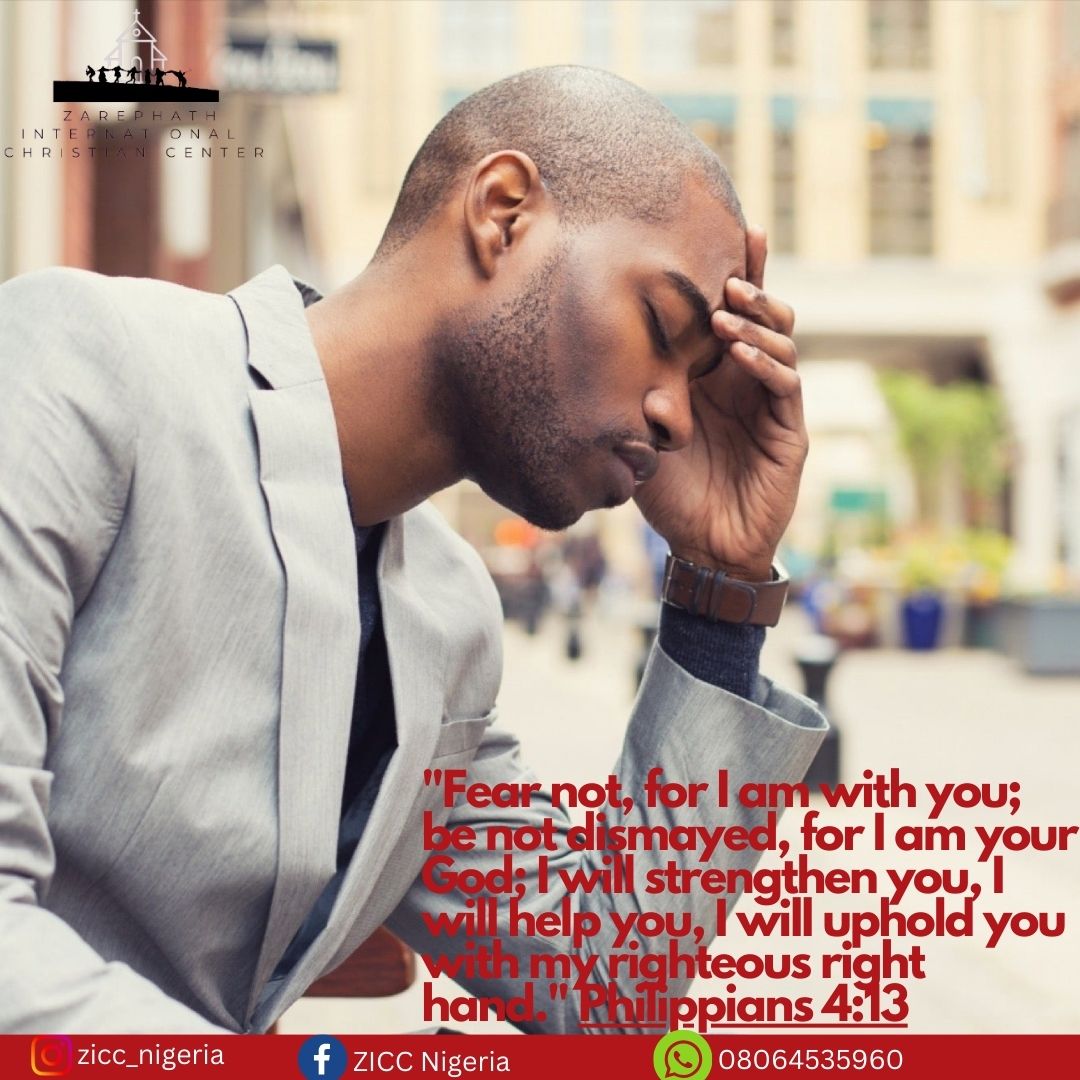 ZAREPHATH
INTERNATIONAL
CHRISTIAN CENTER
"Fear not, for I am with you;
be not dismayed, for I am your
God; I will strengthen you, I
will help you, I will uphold you
with my righteous right
hand." Philippians 4:13
zicc_nigeria
ZICC Nigeria
08064535960